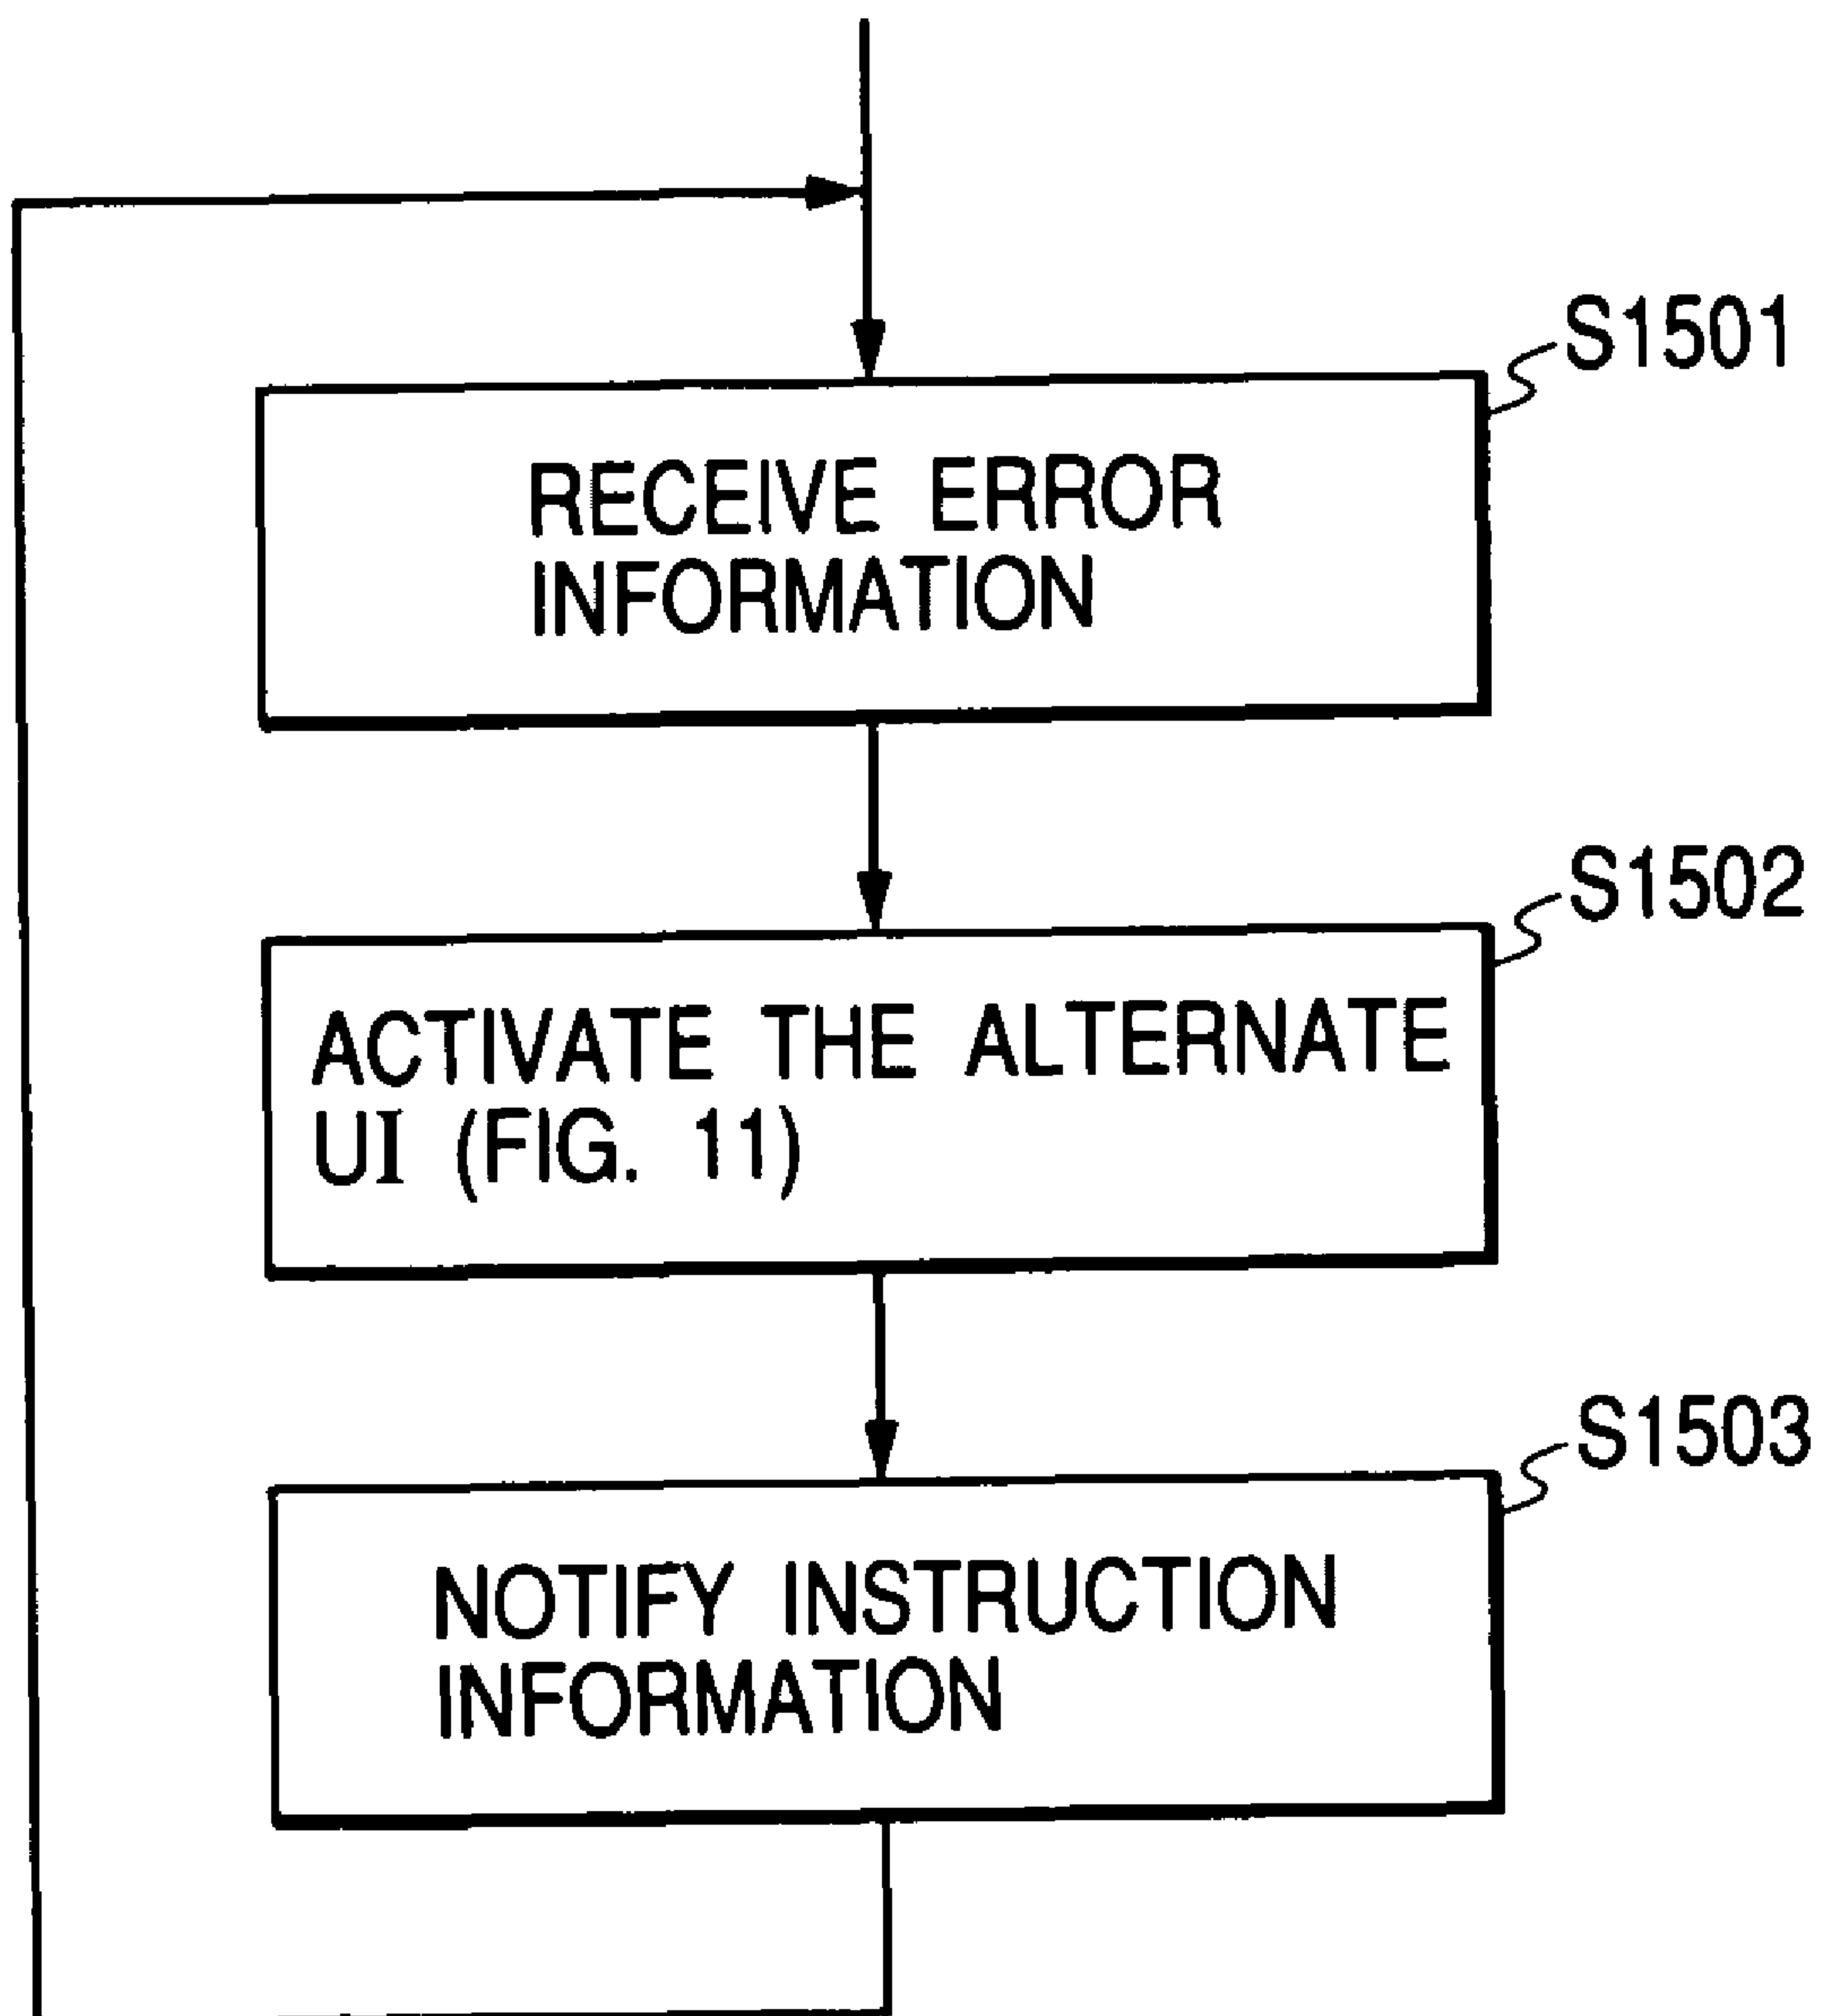 S1501
RECEIVE ERROR
INFORMATION
S1502
ACTIVATE THE ALTERNATE
UI (FIG. 11)
S1503
NOTIFY INSTRUCTION
INFORMATION